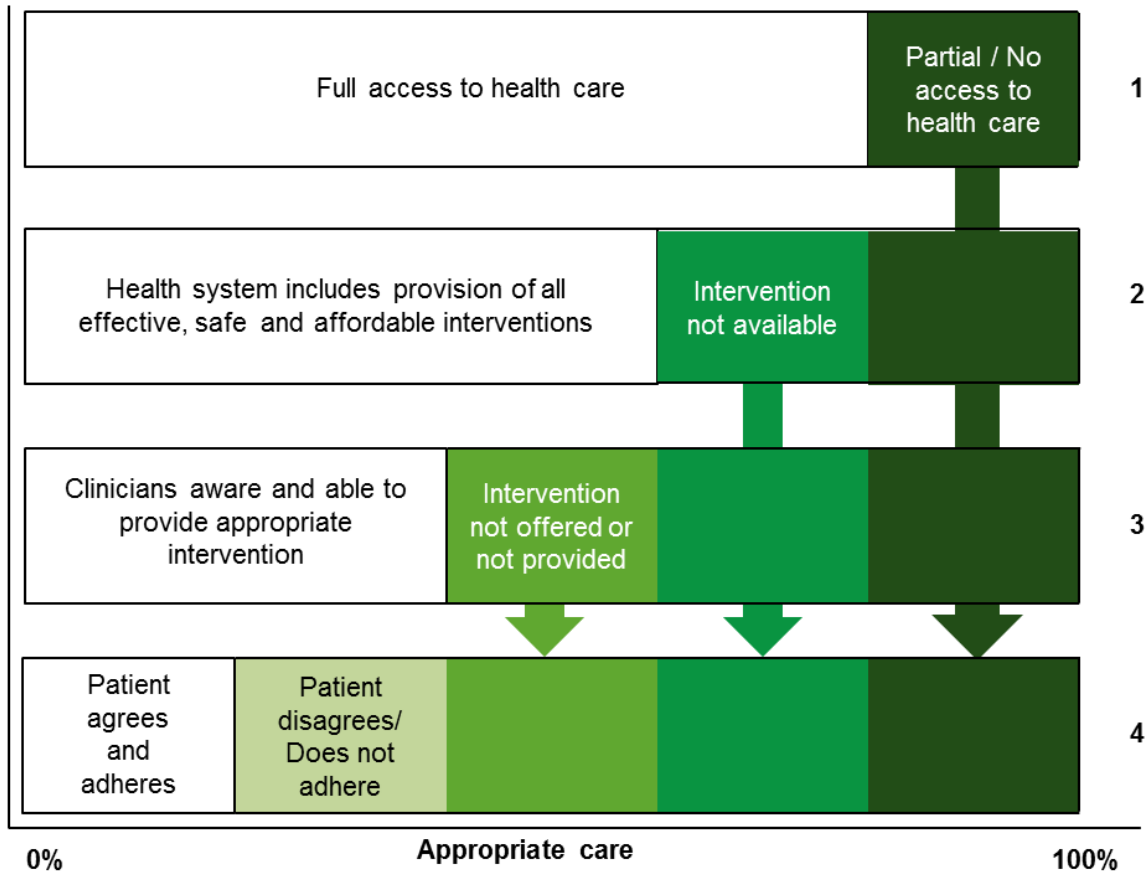 Full access to health care
Partial / No
access to
health care
1
Health system includes provision of all
effective, safe and affordable interventions
Intervention
not available
2
Clinicians aware and able to
provide appropriate
intervention
Intervention
not offered or
not provided
3
Patient
agrees
and
adheres
Patient
disagrees/
Does not
adhere
4
0%
Appropriate care
100%